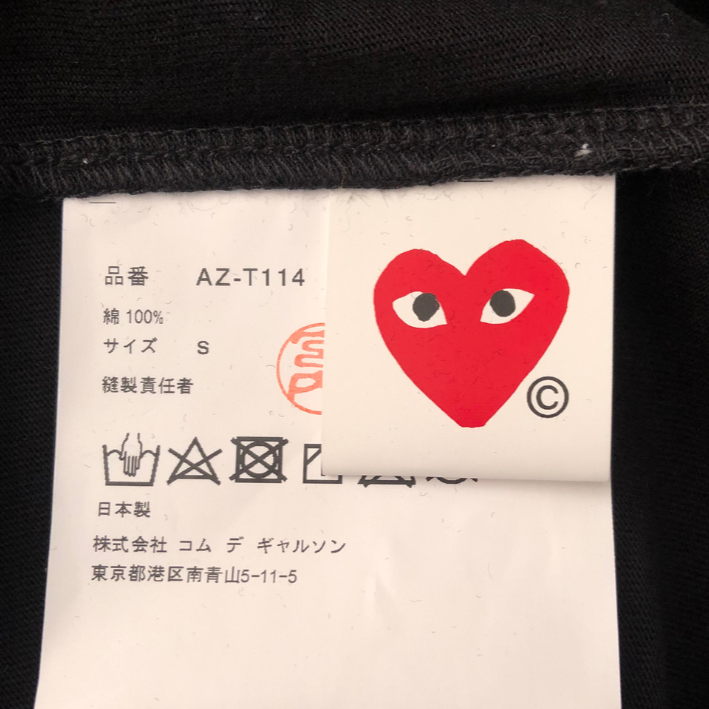 品番 AZ-T114
綿 100%
サイズ S
縫製責任者
©
日本製
株式会社 コム デ ギャルソン
東京都港区南青山5-11-5